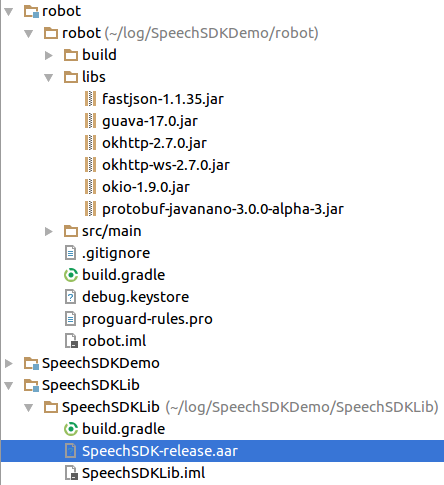 robot
robot (~/log/SpeechSDKDemo/robot)
build
libs
fastjson-1.1.35.jar
guava-17.0.jar
okhttp-2.7.0.jar
okhttp-ws-2.7.0.jar
okio-1.9.0.jar
protobuf-javanano-3.0.0-alpha-3.jar
src/main
.gitignore
build.gradle
debug.keystore
proguard-rules.pro
robot.iml
SpeechSDKDemo
SpeechSDKLib
SpeechSDKLib (~/log/SpeechSDKDemo/SpeechSDKLib)
build.gradle
SpeechSDK-release.aar
SpeechSDKLib.iml